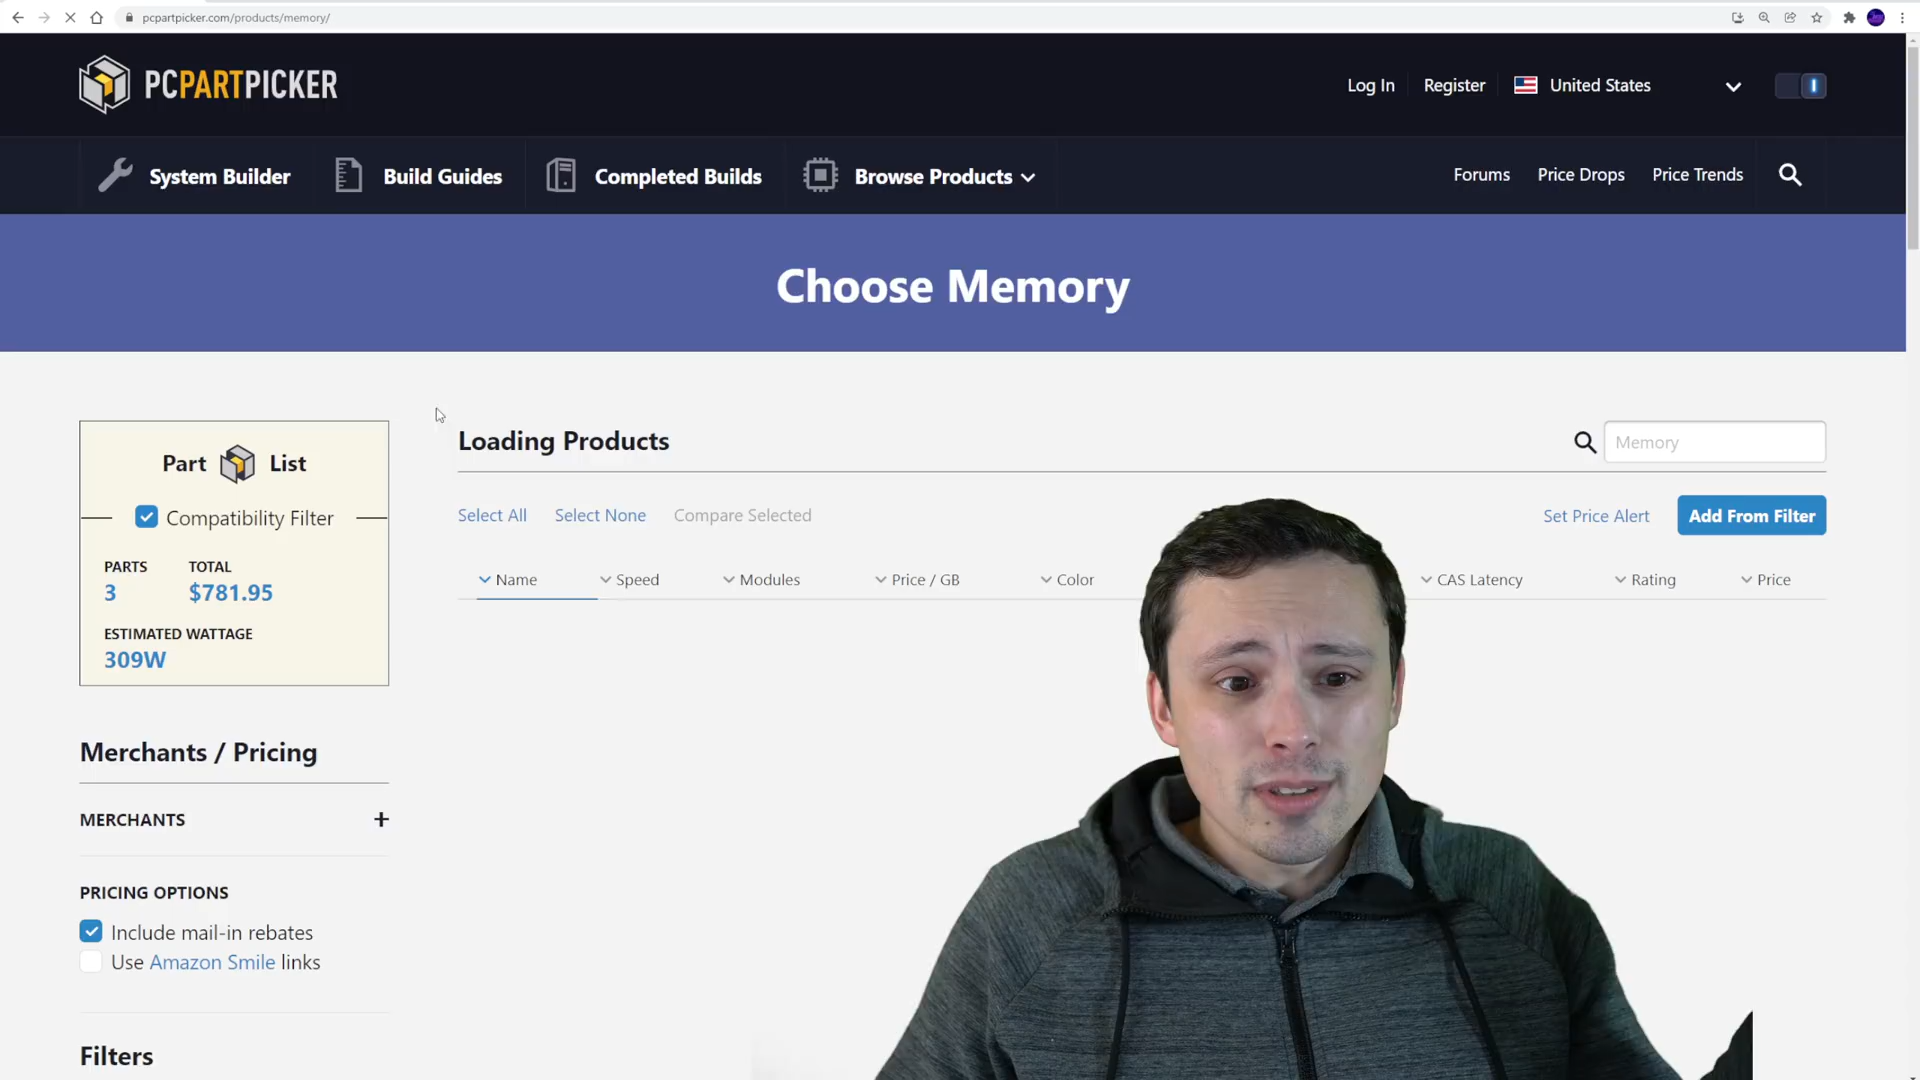 pcpartpicker.com/products/memory/
PCPARTPICKER
Log In
Register
United States
System Builder
Build Guides
Completed Builds
Browse Products
Forums
Price Drops
Price Trends
Choose Memory
Part List
Compatibility Filter
PARTS
TOTAL
3
$781.95
ESTIMATED WATTAGE
309W
Merchants / Pricing
MERCHANTS
+
PRICING OPTIONS
Include mail-in rebates
Use Amazon Smile links
Filters
Loading Products
Memory
Select All
Select None
Compare Selected
Set Price Alert
Add From Filter
Name
Speed
Modules
Price / GB
Color
CAS Latency
Rating
Price